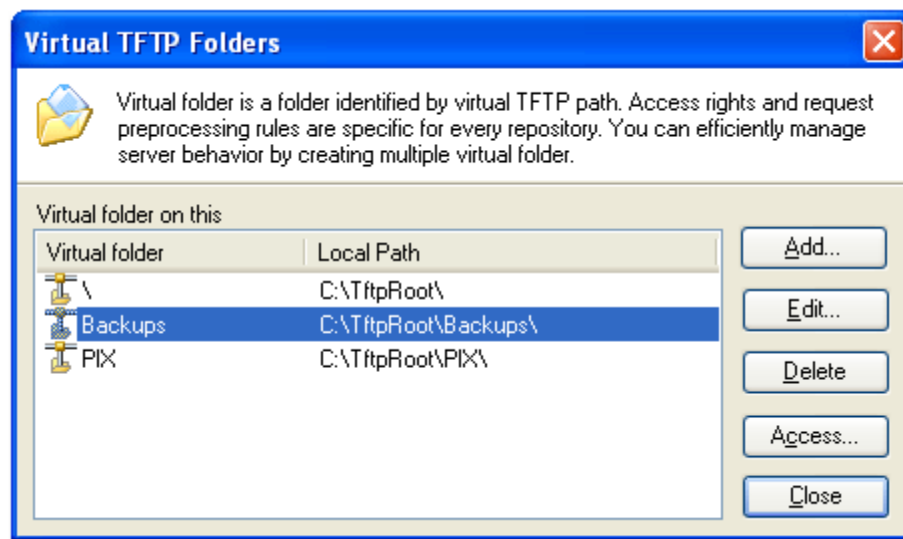 Virtual TFTP Folders
Virtual folder is a folder identified by virtual TFTP path. Access rights and request
preprocessing rules are specific for every repository. You can efficiently manage
server behavior by creating multiple virtual folder.
Virtual folder on this
Virtual folder Local Path
\ C:\TftpRoot\
Backups C:\TftpRoot\Backups\
PIX C:\TftpRoot\PIX\
Add...
Edit...
Delete
Access...
Close